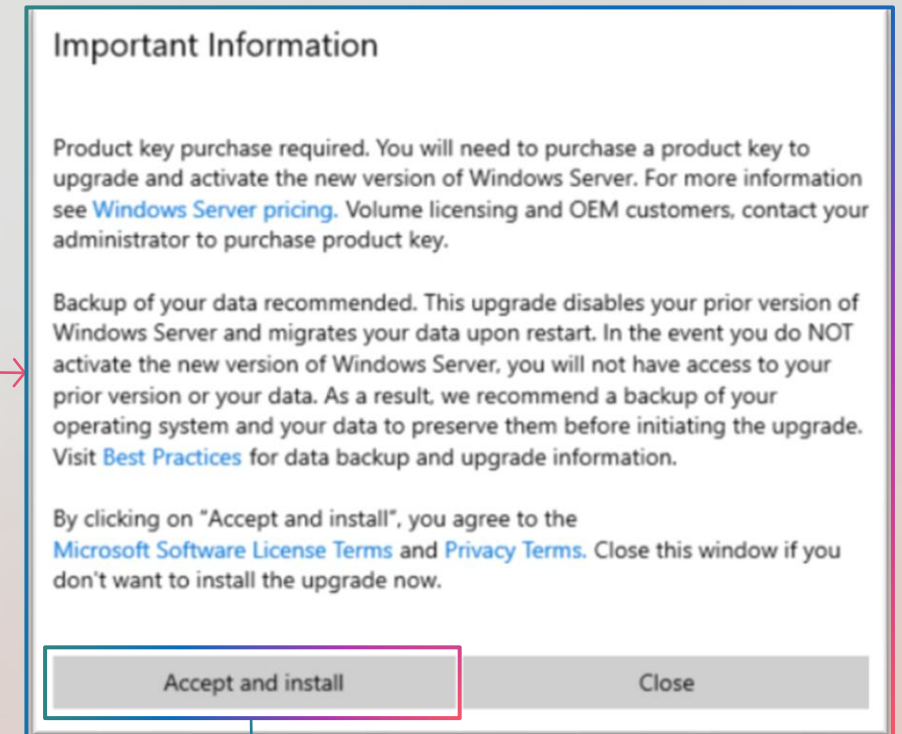 Important Information
Product key purchase required. You will need to purchase a product key to
upgrade and activate the new version of Windows Server. For more information
see Windows Server pricing. Volume licensing and OEM customers, contact your
administrator to purchase product key.
Backup of your data recommended. This upgrade disables your prior version of
Windows Server and migrates your data upon restart. In the event you do NOT
activate the new version of Windows Server, you will not have access to your
prior version or your data. As a result, we recommend a backup of your
operating system and your data to preserve them before initiating the upgrade.
Visit Best Practices for data backup and upgrade information.
By clicking on "Accept and install", you agree to the
Microsoft Software License Terms and Privacy Terms. Close this window if you
don't want to install the upgrade now.
Accept and install Close